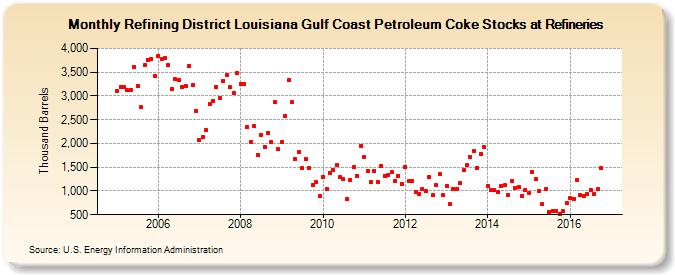 Monthly Refining District Louisiana Gulf Coast Petroleum Coke Stocks at Refineries
Thousand Barrels
4,000
3,500
3,000
2,500
2,000
1,500
1,000
500
2006 2008 2010 2012 2014 2016
Source: U.S. Energy Information Administration